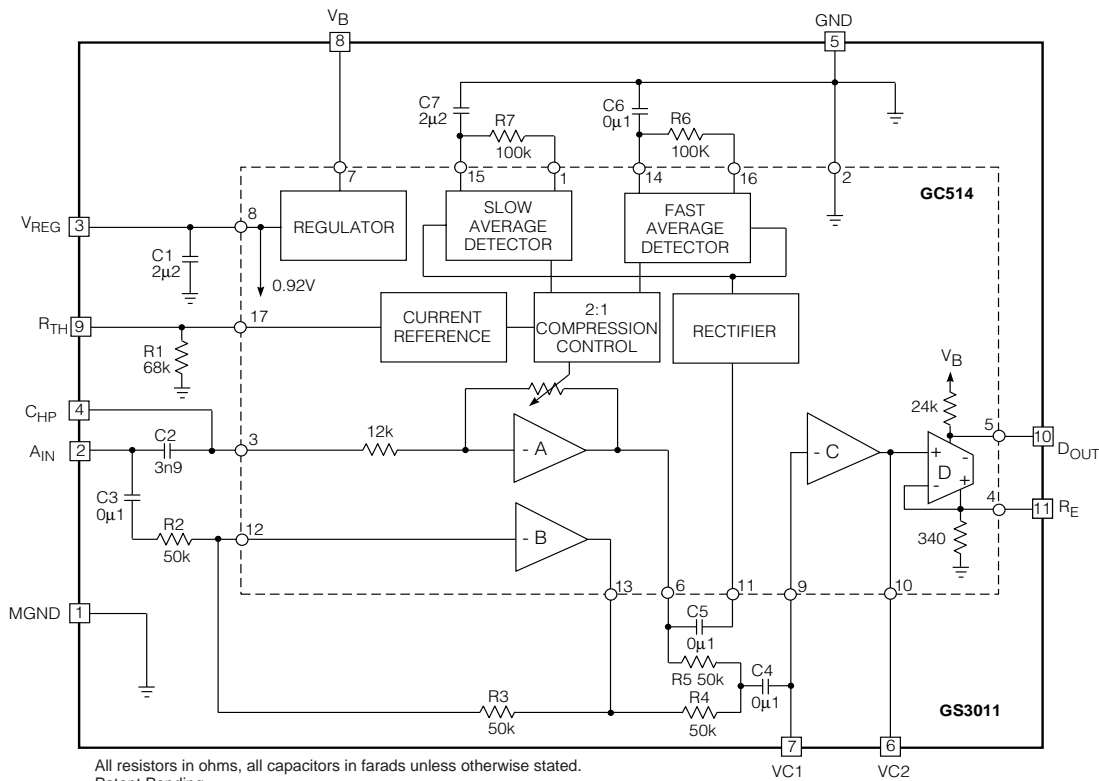 VB
8
GND
5
C7
2µ2
R7
100k
C6
0µ1
R6
100K
7
15
1
14
16
2
GC514
VREG
3
8
REGULATOR
SLOW
AVERAGE
DETECTOR
FAST
AVERAGE
DETECTOR
C1
2µ2
0.92V
RTH
9
17
CURRENT
REFERENCE
2:1
COMPRESSION
CONTROL
RECTIFIER
R1
68k
VB
CHP
4
24k
5
10
DOUT
AIN
2
C2
3n9
3
12k
- A
- C
+
-
D
-
+
4
11
RE
C3
0µ1
R2
50k
12
- B
340
13
6
11
9
10
MGND
1
C5
0µ1
R5 50k
C4
0µ1
R3
50k
R4
50k
GS3011
7
6
VC1
VC2
All resistors in ohms, all capacitors in farads unless otherwise stated.
Patent Pending